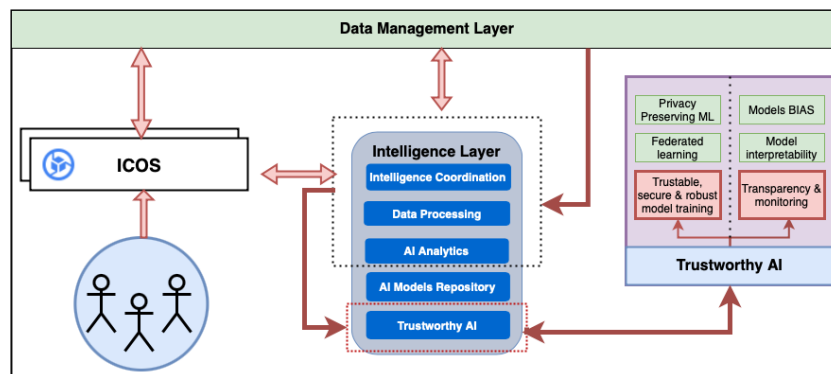 Data Management Layer
ICOS
Intelligence Layer
Intelligence Coordination
Data Processing
AI Analytics
AI Models Repository
Trustworthy AI
Privacy
Preserving ML
Models BIAS
Federated
learning
Model
interpretability
Trustable,
secure & robust
model training
Transparency &
monitoring
Trustworthy AI